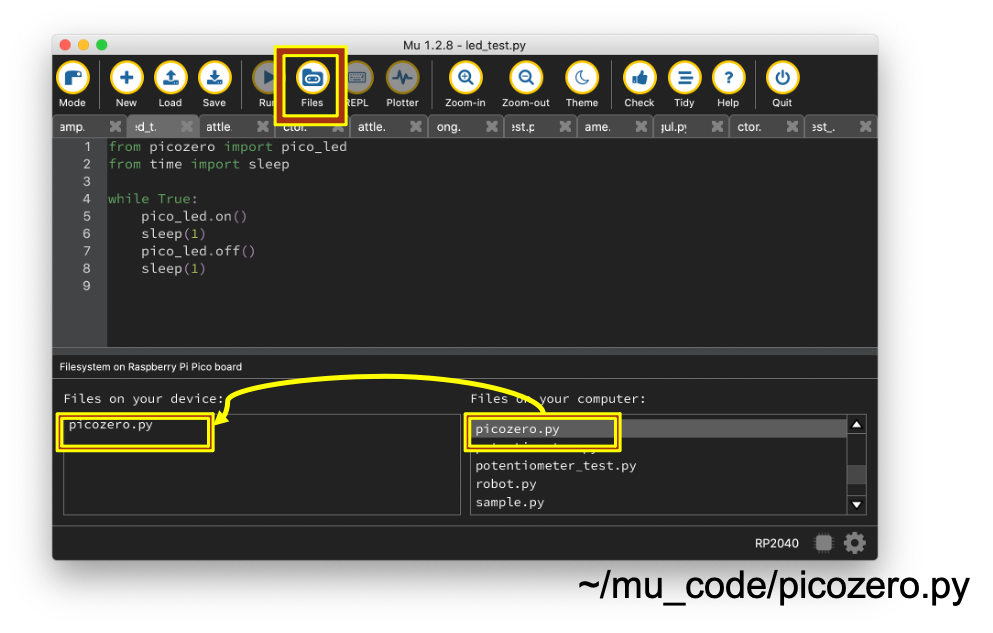 Mu 1.2.8 - led_test.py
Mode New Load Save Run Files REPL Plotter Zoom-in Zoom-out Theme Check Tidy Help Quit
amp. ed_t. attle. ctor. attle. ong. est.p ame. gul.py ctor. est_.
1 from picozero import pico_led
2 from time import sleep
3
4 while True:
5 pico_led.on()
6 sleep(1)
7 pico_led.off()
8 sleep(1)
9
Filesystem on Raspberry Pi Pico board
Files on your device:
picozero.py
Files on your computer:
picozero.py
potentiometer_test.py
robot.py
sample.py
RP2040
~/mu_code/picozero.py